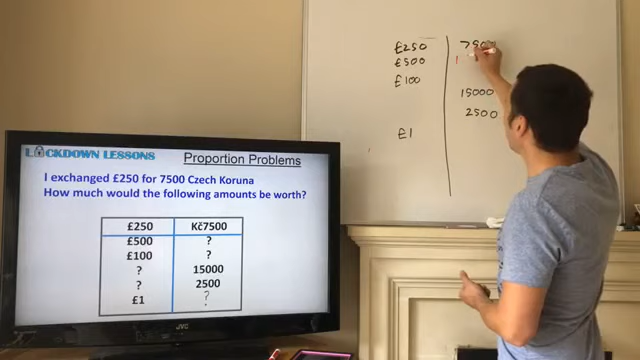 £250 7500
£500
£100
15000
2500
£1
LOCKDOWN LESSONS
Proportion Problems
I exchanged £250 for 7500 Czech Koruna
How much would the following amounts be worth?
£250 Kč7500
£500 ?
£100 ?
? 15000
? 2500
£1 ?
JVC